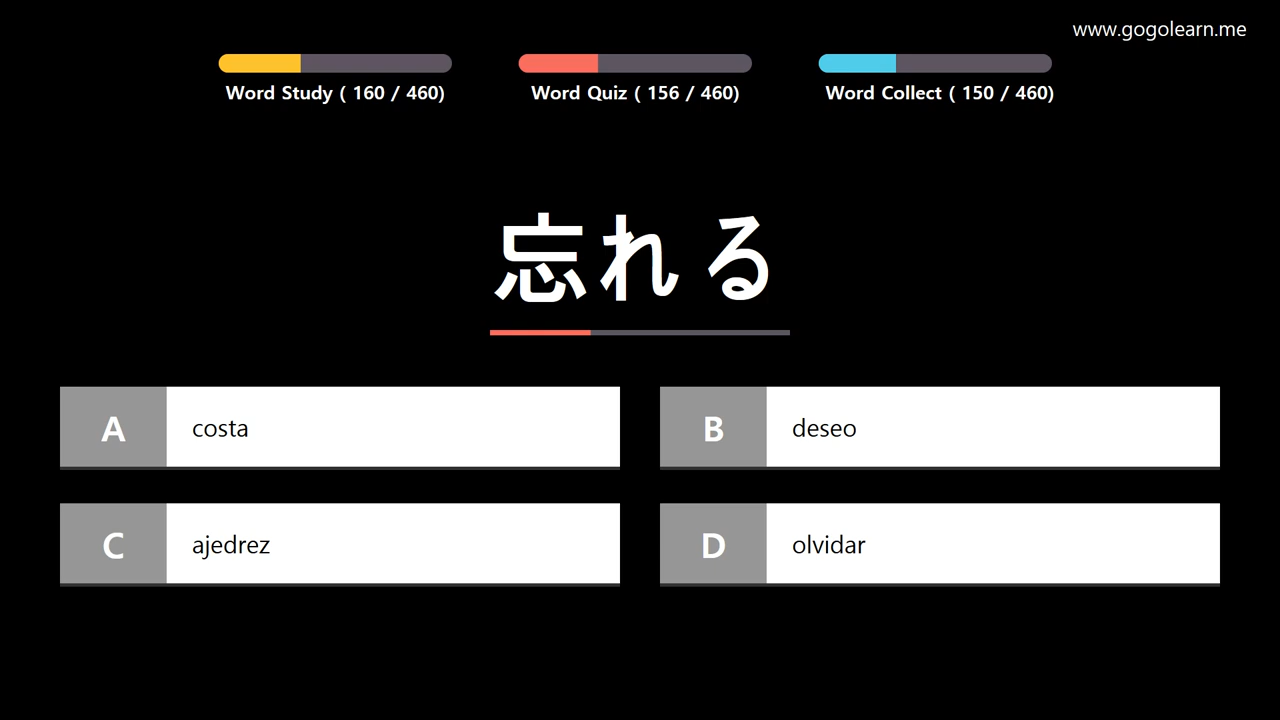 www.gogolearn.me
Word Study ( 160 / 460)
Word Quiz ( 156 / 460)
Word Collect ( 150 / 460)
忘れる
A costa
B deseo
C ajedrez
D olvidar